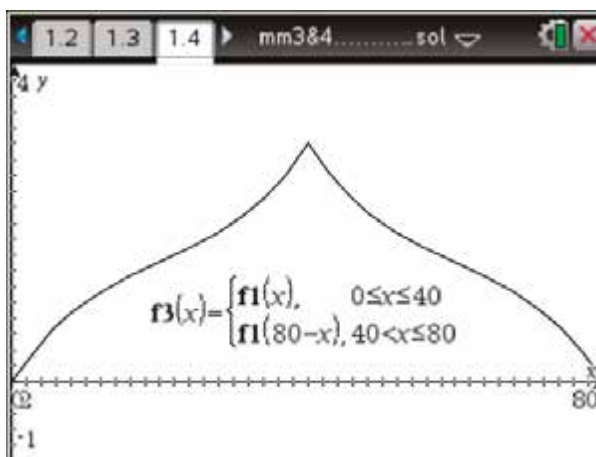 1.2 1.3 1.4 mm3&4...........sol
4 y
f3(x)={f1(x), 0≤x≤40
f1(80−x), 40<x≤80
x
80
-1